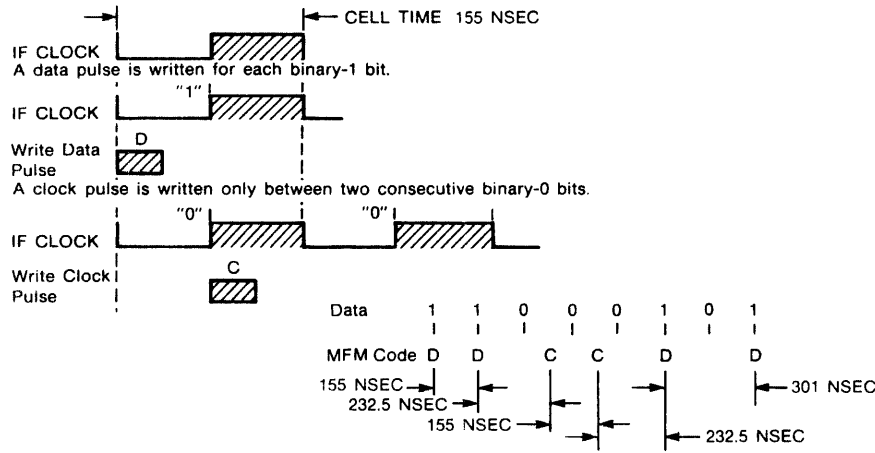 CELL TIME 155 NSEC
IF CLOCK
A data pulse is written for each binary-1 bit.
"1"
IF CLOCK
D
Write Data
Pulse
A clock pulse is written only between two consecutive binary-0 bits.
"0" "0"
IF CLOCK
C
Write Clock
Pulse
Data 1 1 0 0 0 1 0 1
MFM Code D D C C D D
155 NSEC 301 NSEC
232.5 NSEC
155 NSEC
232.5 NSEC